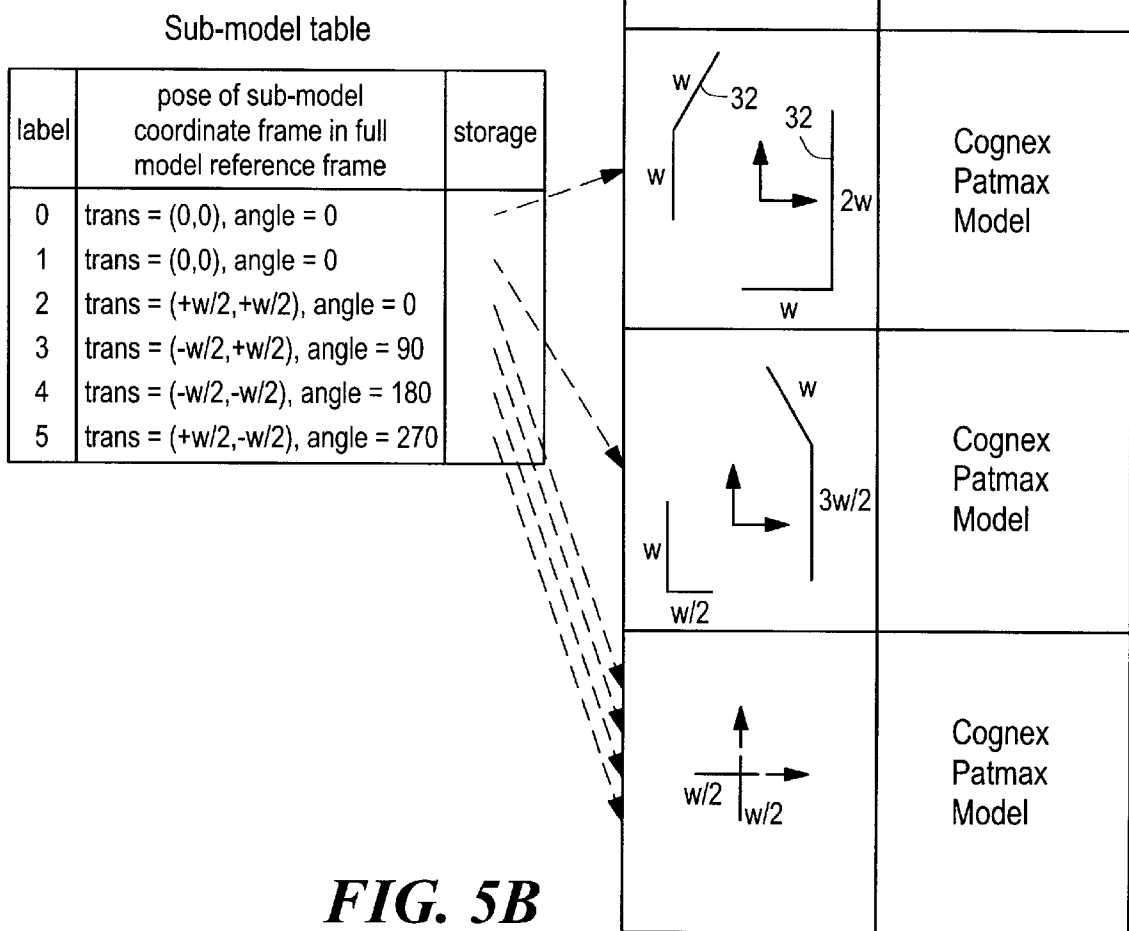 Sub-model table
label
pose of sub-model
coordinate frame in full
model reference frame
storage
0 trans = (0,0), angle = 0
1 trans = (0,0), angle = 0
2 trans = (+w/2,+w/2), angle = 0
3 trans = (-w/2,+w/2), angle = 90
4 trans = (-w/2,-w/2), angle = 180
5 trans = (+w/2,-w/2), angle = 270
w
32
32
w
2w
w
Cognex
Patmax
Model
w
3w/2
w
w/2
Cognex
Patmax
Model
w/2
w/2
Cognex
Patmax
Model
FIG. 5B